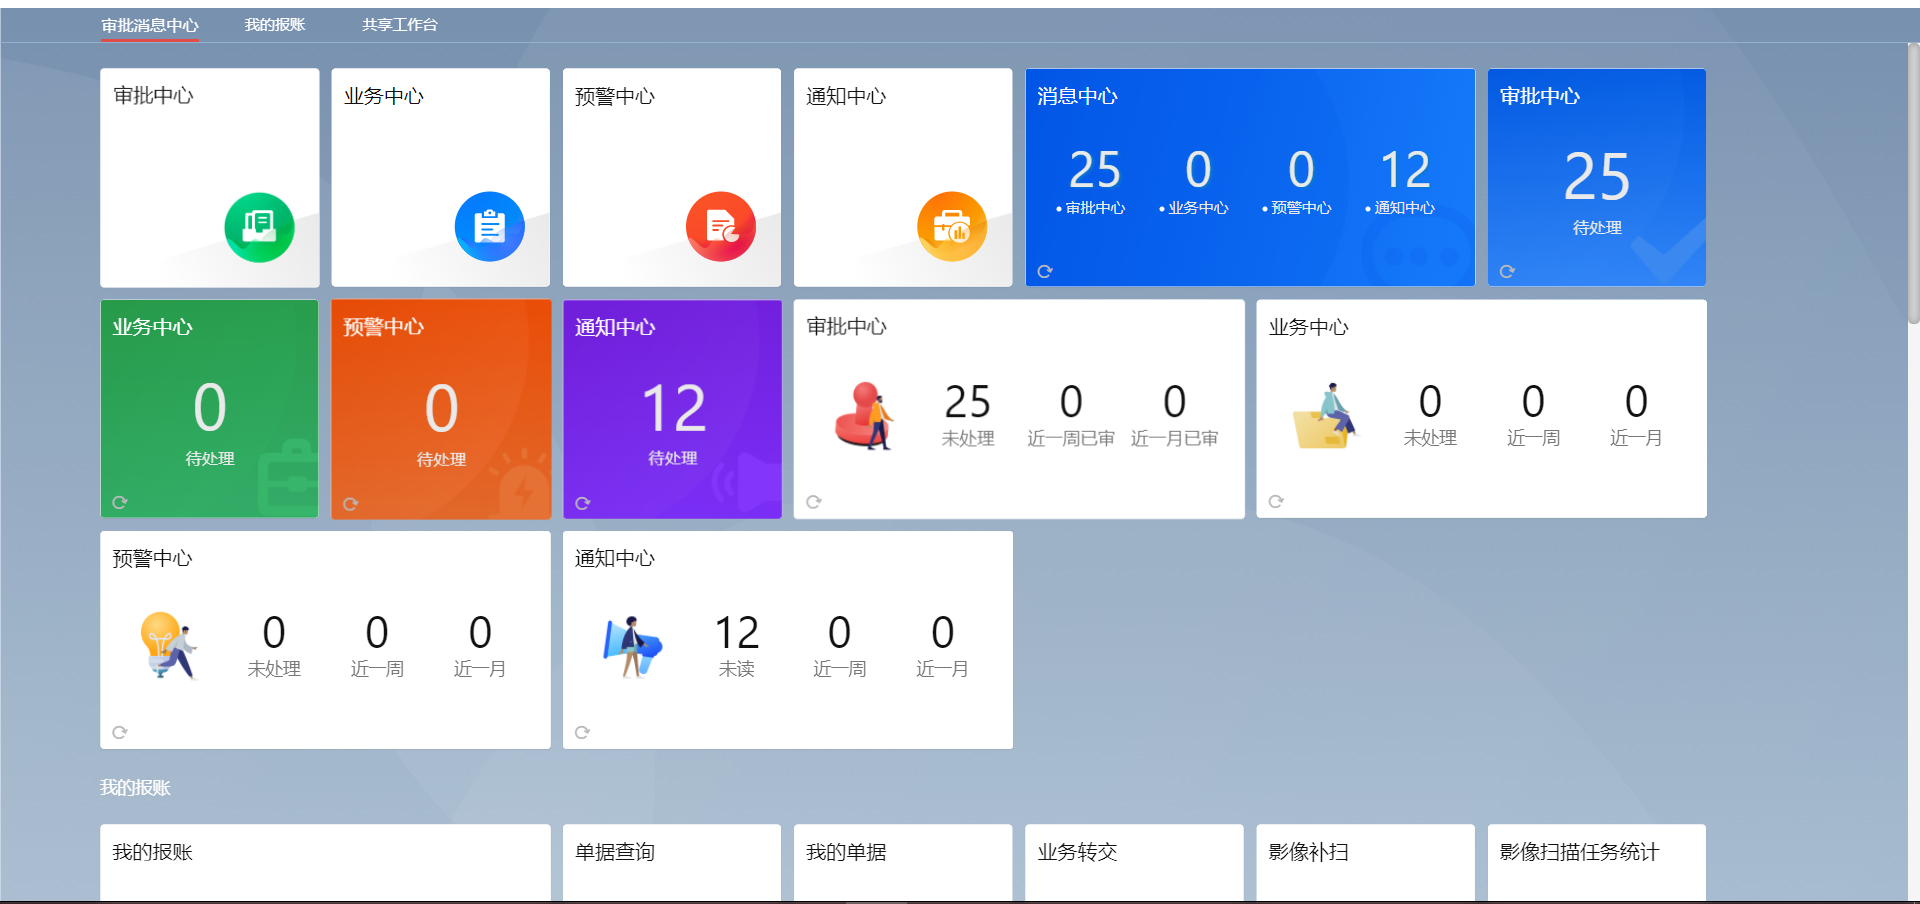 审批消息中心 我的报账 共享工作台
审批中心
业务中心
预警中心
通知中心
消息中心
25 0 0 12
•审批中心 •业务中心 •预警中心 •通知中心
审批中心
25
待处理
业务中心
0
待处理
预警中心
0
待处理
通知中心
12
待处理
审批中心
25 0 0
未处理 近一周已审 近一月已审
业务中心
0 0 0
未处理 近一周 近一月
预警中心
0 0 0
未处理 近一周 近一月
通知中心
12 0 0
未读 近一周 近一月
我的报账
我的报账
单据查询
我的单据
业务转交
影像补扫
影像扫描任务统计